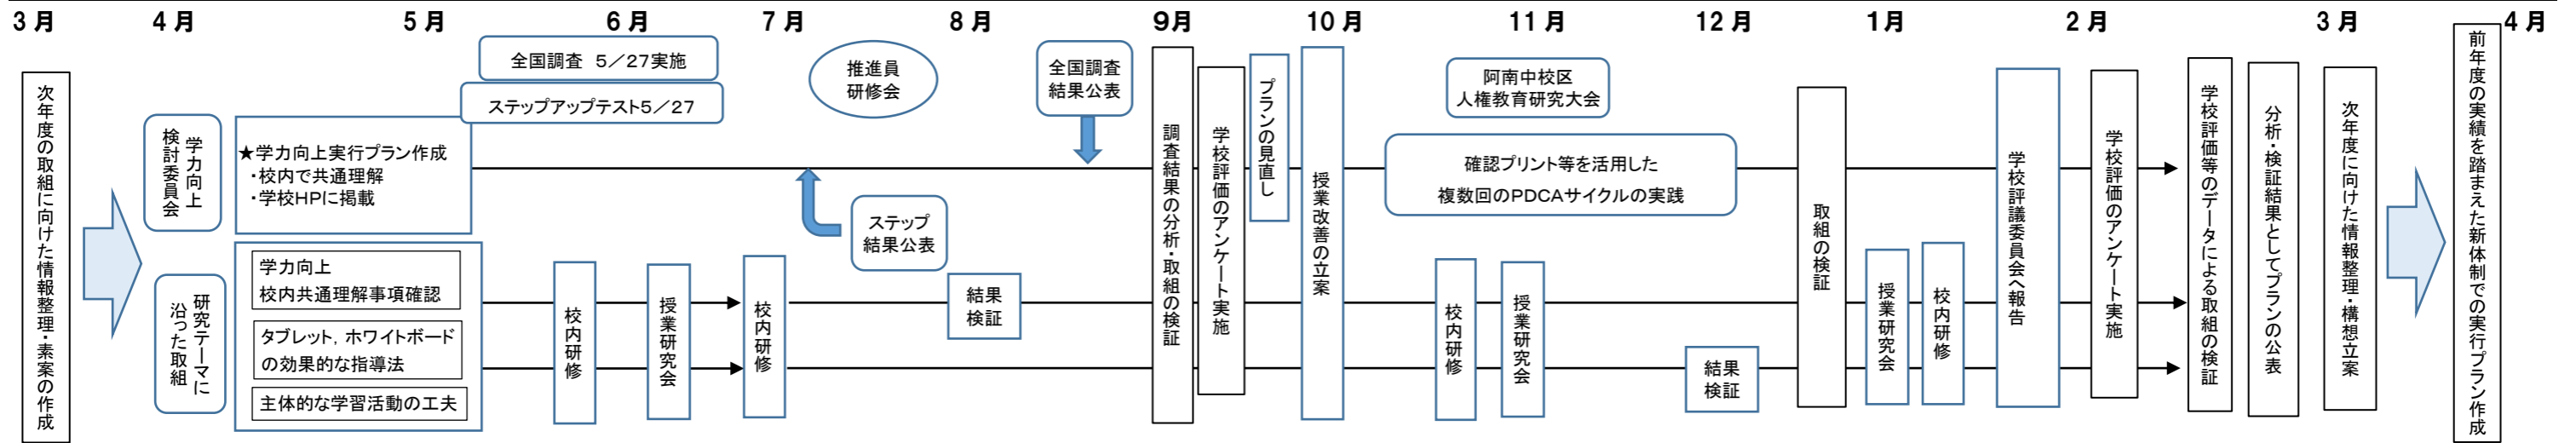 3月
4月
5月
6月
7月
8月
9月
10月
11月
12月
1月
2月
3月
4月
次年度の取組に向けた情報整理・素案の作成
学力向上
検討委員会
研究テーマに
沿った取組
★学力向上実行プラン作成
・校内で共通理解
・学校HPに掲載
学力向上
校内共通理解事項確認
タブレット，ホワイトボード
の効果的な指導法
主体的な学習活動の工夫
全国調査　5／27実施
ステップアップテスト5／27
校内研修
授業研究会
校内研修
推進員
研修会
ステップ
結果公表
結果
検証
全国調査
結果公表
調査結果の分析・取組の検証
学校評価のアンケート実施
プランの見直し
授業改善の立案
阿南中校区
人権教育研究大会
確認プリント等を活用した
複数回のPDCAサイクルの実践
校内研修
授業研究会
結果
検証
取組の検証
授業研究会
校内研修
学校評議委員会へ報告
学校評価のアンケート実施
学校評価等のデータによる取組の検証
分析・検証結果としてプランの公表
次年度に向けた情報整理・構想立案
前年度の実績を踏まえた新体制での実行プラン作成